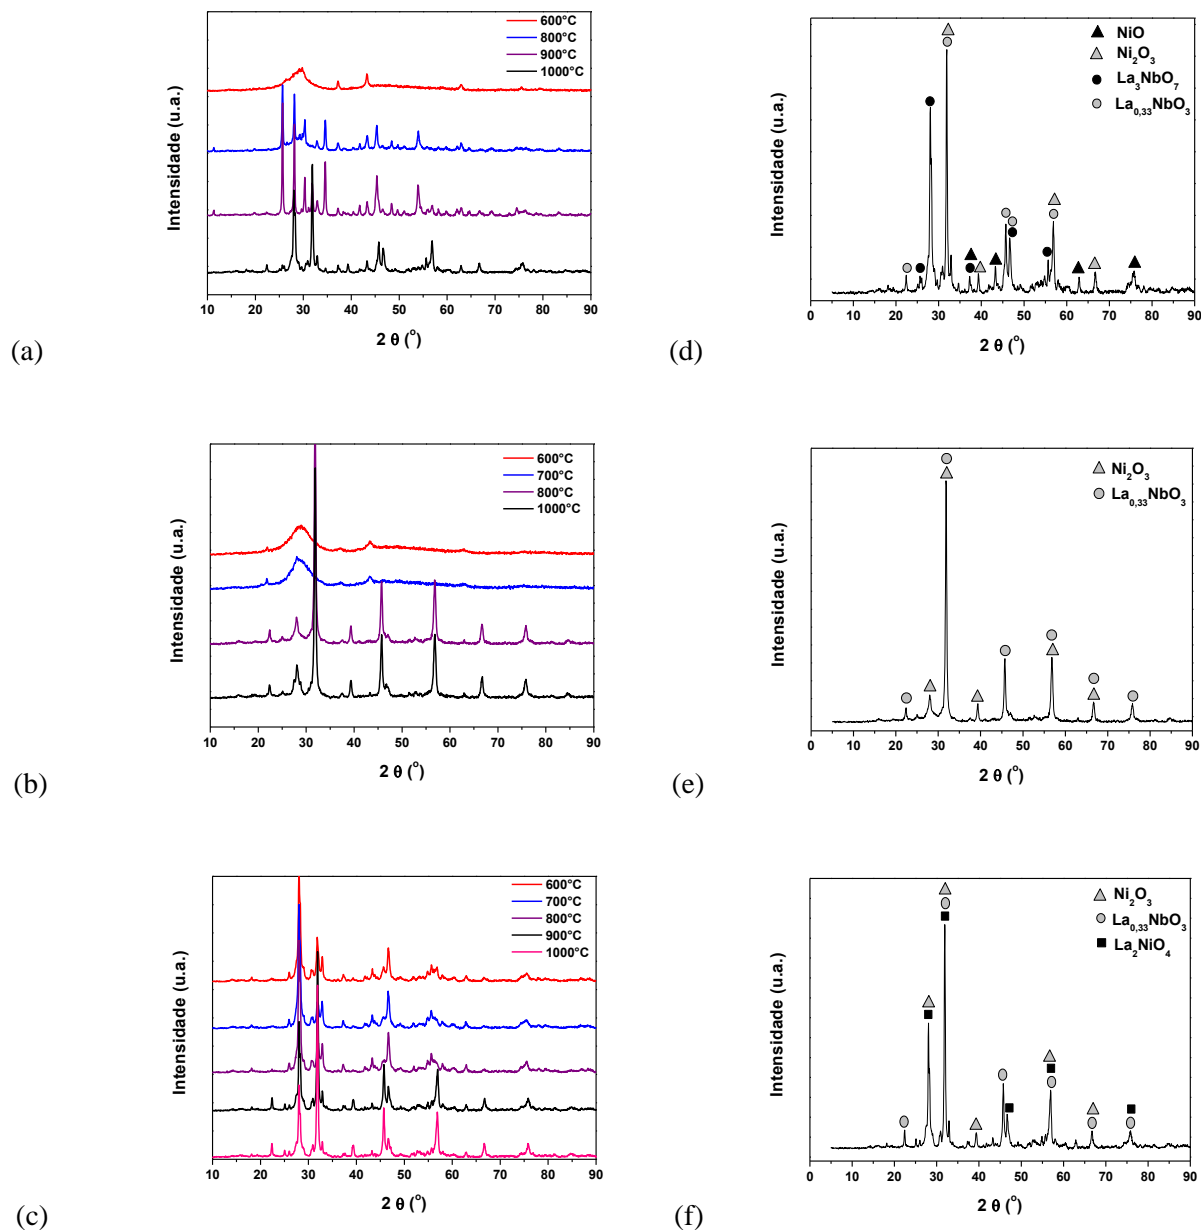 600°C
800°C
900°C
1000°C
Intensidade (u.a.)
10 20 30 40 50 60 70 80 90
2 θ (°)
(a)
NiO
Ni2O3
La3NbO7
La0,33NbO3
Intensidade (u.a.)
0 10 20 30 40 50 60 70 80 90
2 θ (°)
(d)
600°C
700°C
800°C
1000°C
Intensidade (u.a.)
10 20 30 40 50 60 70 80 90
2 θ (°)
(b)
Ni2O3
La0,33NbO3
Intensidade (u.a.)
0 10 20 30 40 50 60 70 80 90
2 θ (°)
(e)
600°C
700°C
800°C
900°C
1000°C
Intensidade (u.a.)
10 20 30 40 50 60 70 80 90
2 θ (°)
(c)
Ni2O3
La0,33NbO3
La2NiO4
Intensidade (u.a.)
0 10 20 30 40 50 60 70 80 90
2 θ (°)
(f)